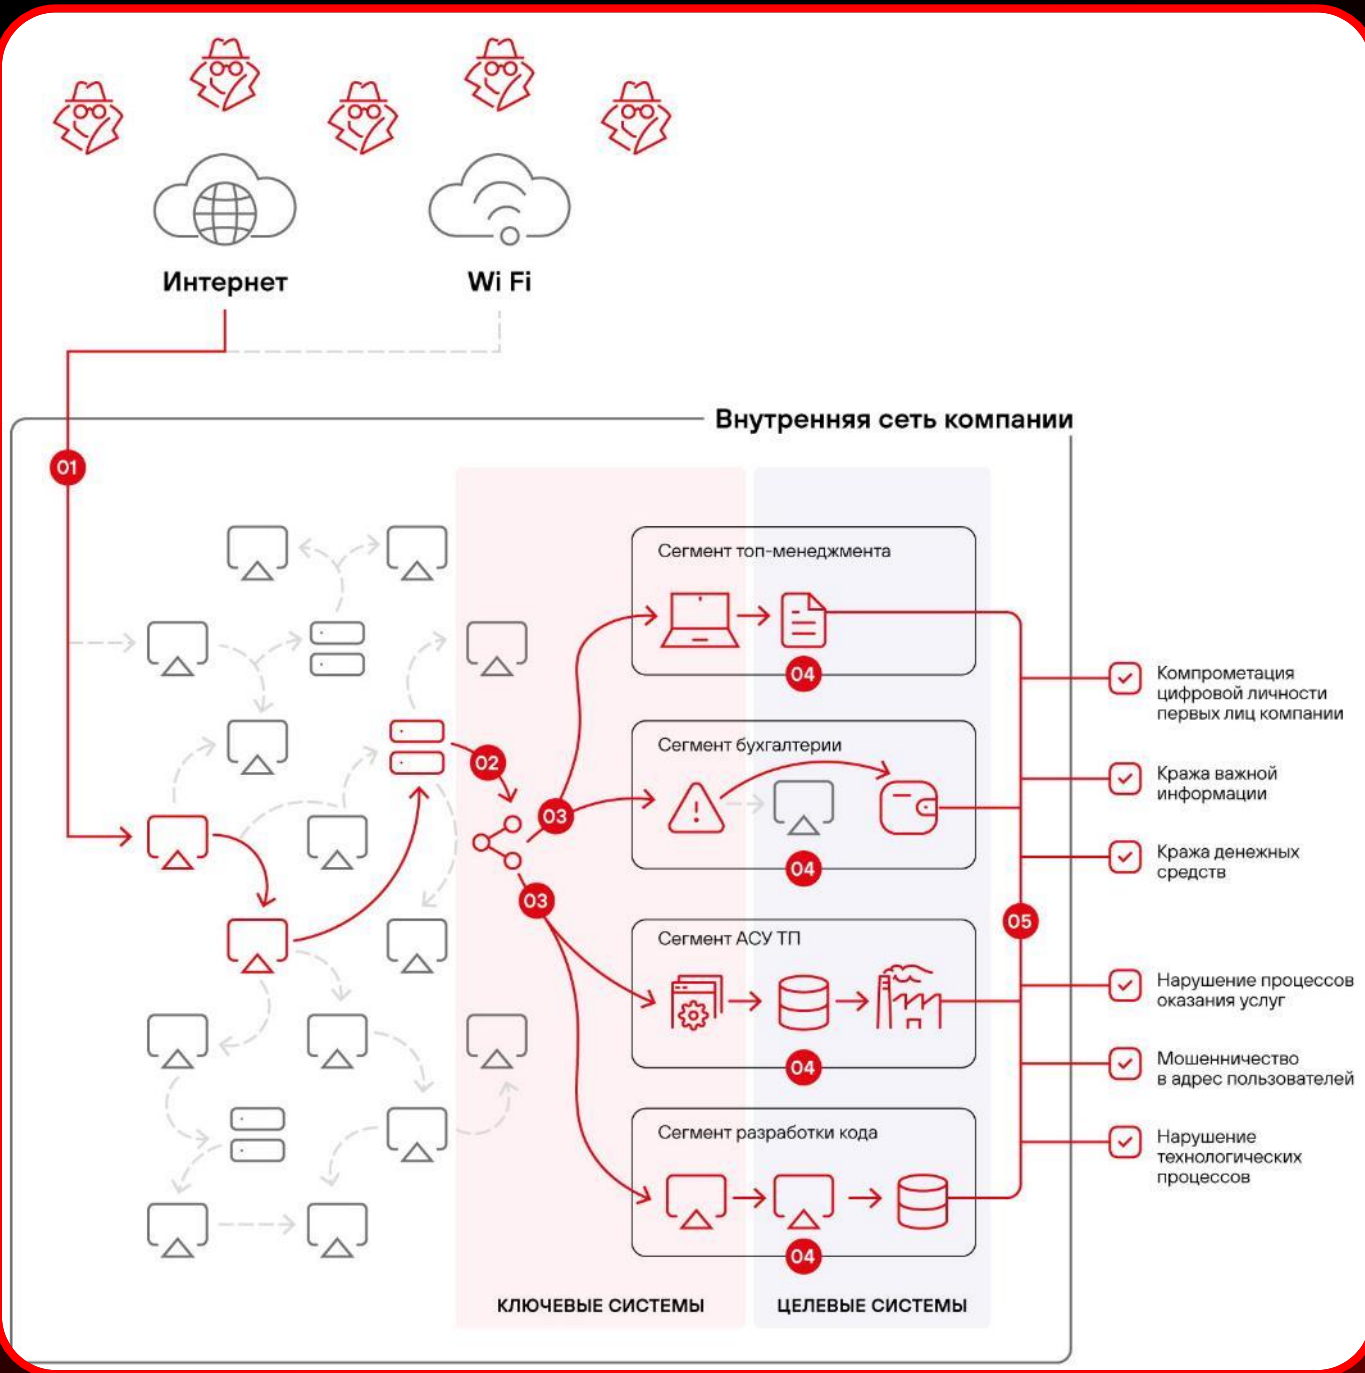 Интернет
Wi Fi
Внутренняя сеть компании
01
Сегмент топ-менеджмента
04
Компрометация
цифровой личности
первых лиц компании
02
03
Сегмент бухгалтерии
04
Кража важной
информации
Кража денежных
средств
03
05
Сегмент АСУ ТП
04
Нарушение процессов
оказания услуг
Мошенничество
в адрес пользователей
Сегмент разработки кода
04
Нарушение
технологических
процессов
КЛЮЧЕВЫЕ СИСТЕМЫ
ЦЕЛЕВЫЕ СИСТЕМЫ